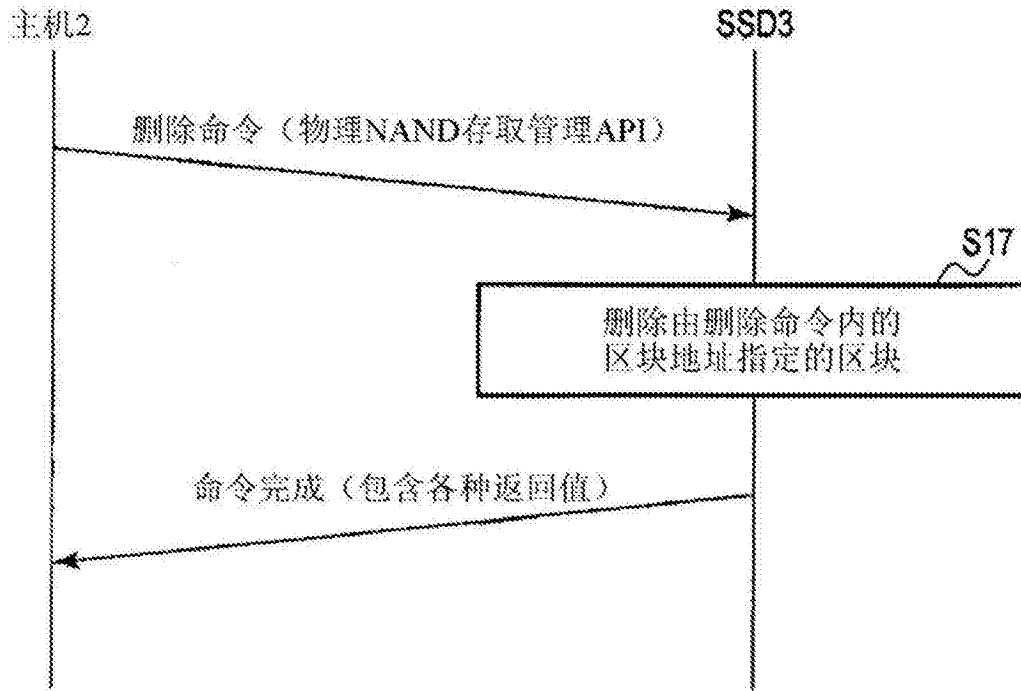 主机2
SSD3
删除命令（物理NAND存取管理API）
S17
删除由删除命令内的
区块地址指定的区块
命令完成（包含各种返回值）